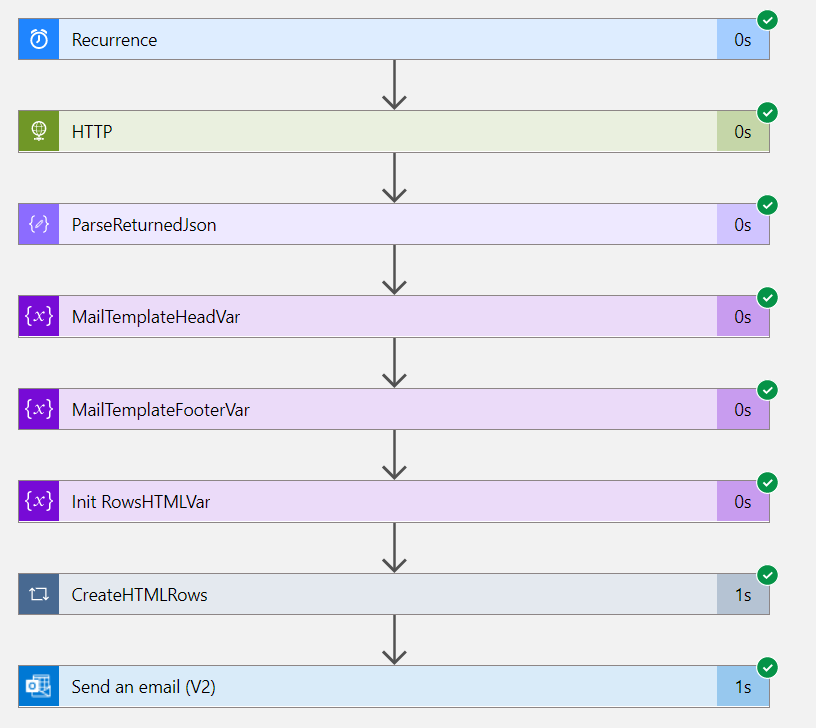 Recurrence 0s
HTTP 0s
ParseReturnedJson 0s
{x} MailTemplateHeadVar 0s
{x} MailTemplateFooterVar 0s
{x} Init RowsHTMLVar 0s
CreateHTMLRows 1s
Send an email (V2) 1s